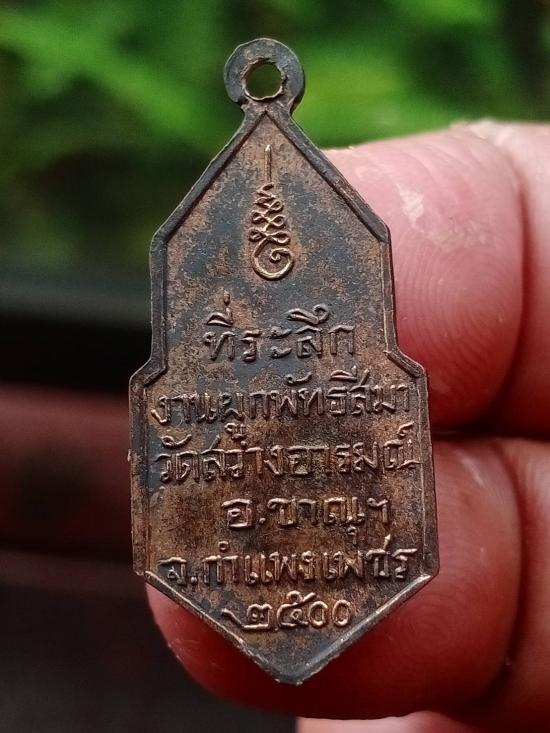 ที่ระลึก
งานผูกพัทธสีมา
วัดสว่างอารมณ์
อ.ขาณุฯ
จ.กำแพงเพชร
๒๕๐๐